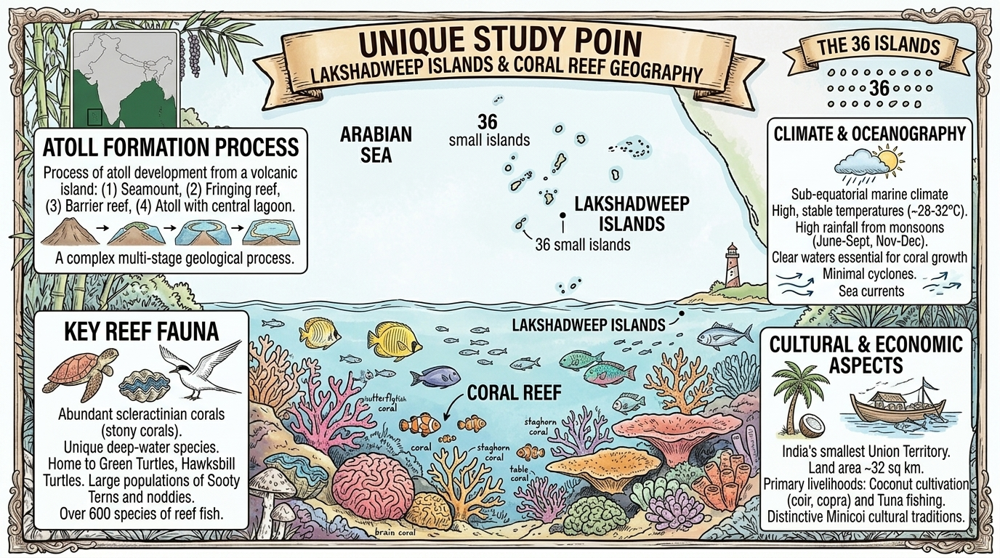 UNIQUE STUDY POIN
LAKSHADWEEP ISLANDS & CORAL REEF GEOGRAPHY
THE 36 ISLANDS
36
ATOLL FORMATION PROCESS
Process of atoll development from a volcanic
island: (1) Seamount, (2) Fringing reef,
(3) Barrier reef, (4) Atoll with central lagoon.
A complex multi-stage geological process.
ARABIAN
SEA
36
small islands
LAKSHADWEEP
ISLANDS
36 small islands
CLIMATE & OCEANOGRAPHY
Sub-equatorial marine climate
High, stable temperatures (~28-32°C).
High rainfall from monsoons
(June-Sept, Nov-Dec).
Clear waters essential for coral growth
Minimal cyclones.
Sea currents
KEY REEF FAUNA
Abundant scleractinian corals
(stony corals).
Unique deep-water species.
Home to Green Turtles, Hawksbill
Turtles. Large populations of Sooty
Terns and noddies.
Over 600 species of reef fish.
LAKSHADWEEP ISLANDS
CORAL REEF
coral
coral
staghorn
coral
staghorn
coral
table
coral
brain coral
CULTURAL & ECONOMIC
ASPECTS
India's smallest Union Territory.
Land area ~32 sq km.
Primary livelihoods: Coconut cultivation
(coir, copra) and Tuna fishing.
Distinctive Minicoi cultural traditions.